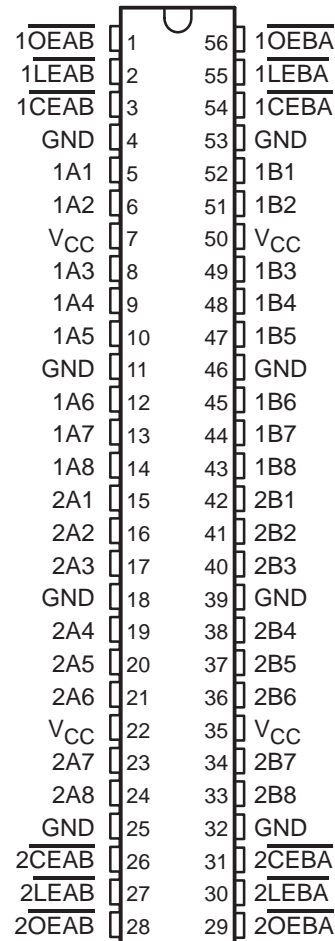 1OEAB 1 56 1OEBA
1LEAB 2 55 1LEBA
1CEAB 3 54 1CEBA
GND 4 53 GND
1A1 5 52 1B1
1A2 6 51 1B2
VCC 7 50 VCC
1A3 8 49 1B3
1A4 9 48 1B4
1A5 10 47 1B5
GND 11 46 GND
1A6 12 45 1B6
1A7 13 44 1B7
1A8 14 43 1B8
2A1 15 42 2B1
2A2 16 41 2B2
2A3 17 40 2B3
GND 18 39 GND
2A4 19 38 2B4
2A5 20 37 2B5
2A6 21 36 2B6
VCC 22 35 VCC
2A7 23 34 2B7
2A8 24 33 2B8
GND 25 32 GND
2CEAB 26 31 2CEBA
2LEAB 27 30 2LEBA
2OEAB 28 29 2OEBA